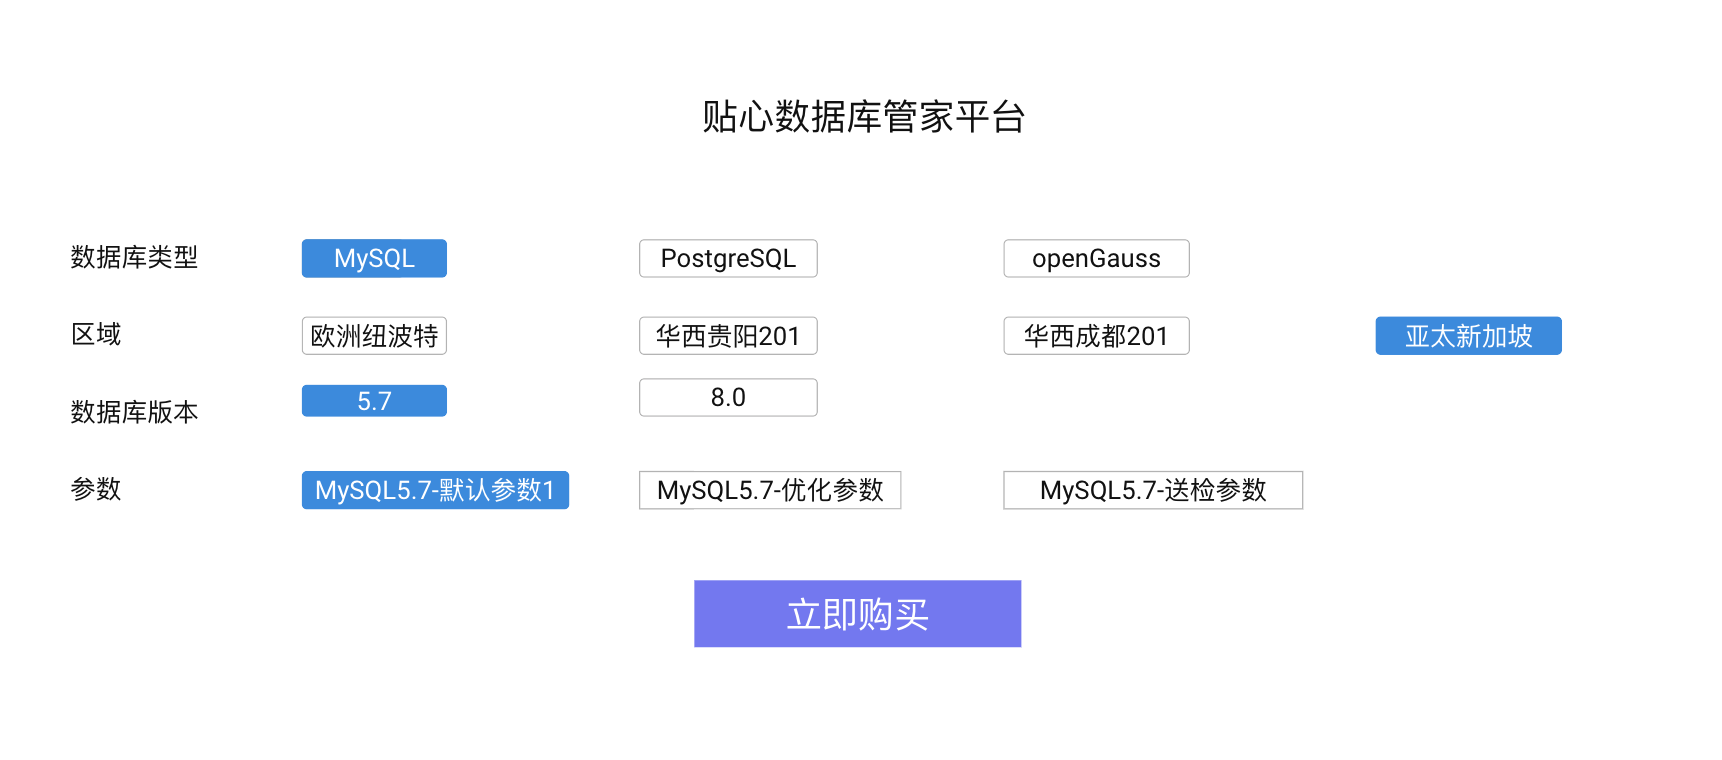 贴心数据库管家平台
数据库类型 MySQL PostgreSQL openGauss
区域 欧洲纽波特 华西贵阳201 华西成都201 亚太新加坡
数据库版本 5.7 8.0
参数 MySQL5.7-默认参数1 MySQL5.7-优化参数 MySQL5.7-送检参数
立即购买